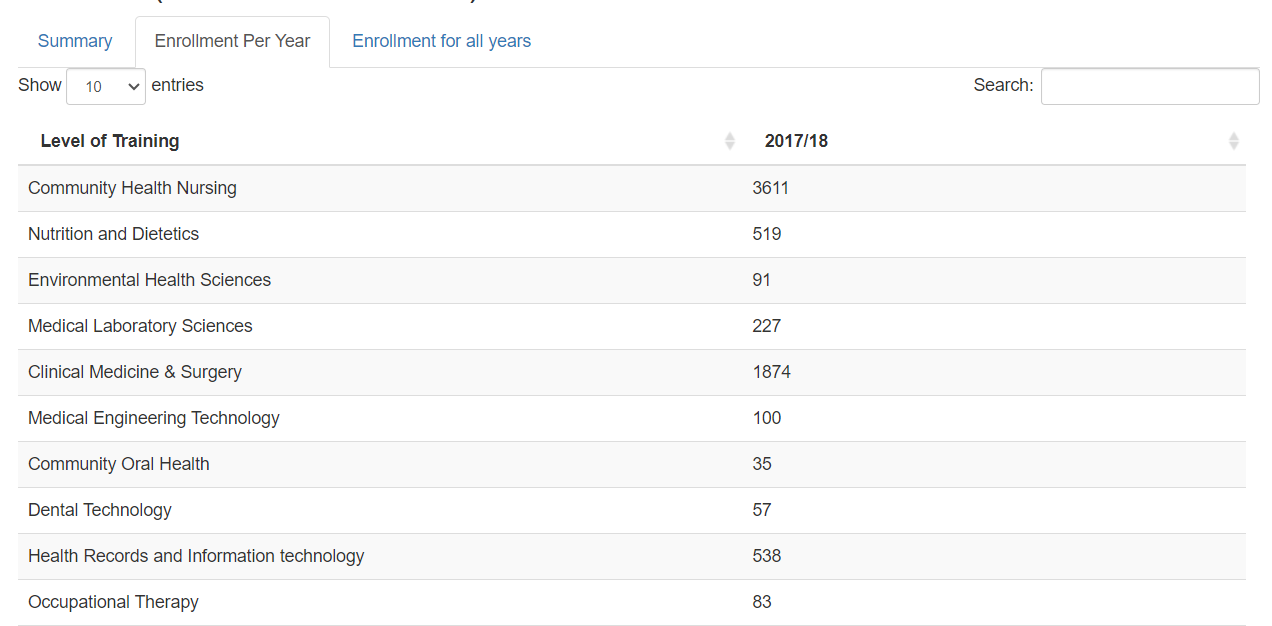 Summary Enrollment Per Year Enrollment for all years
Show 10 entries Search:
Level of Training 2017/18
Community Health Nursing 3611
Nutrition and Dietetics 519
Environmental Health Sciences 91
Medical Laboratory Sciences 227
Clinical Medicine & Surgery 1874
Medical Engineering Technology 100
Community Oral Health 35
Dental Technology 57
Health Records and Information technology 538
Occupational Therapy 83